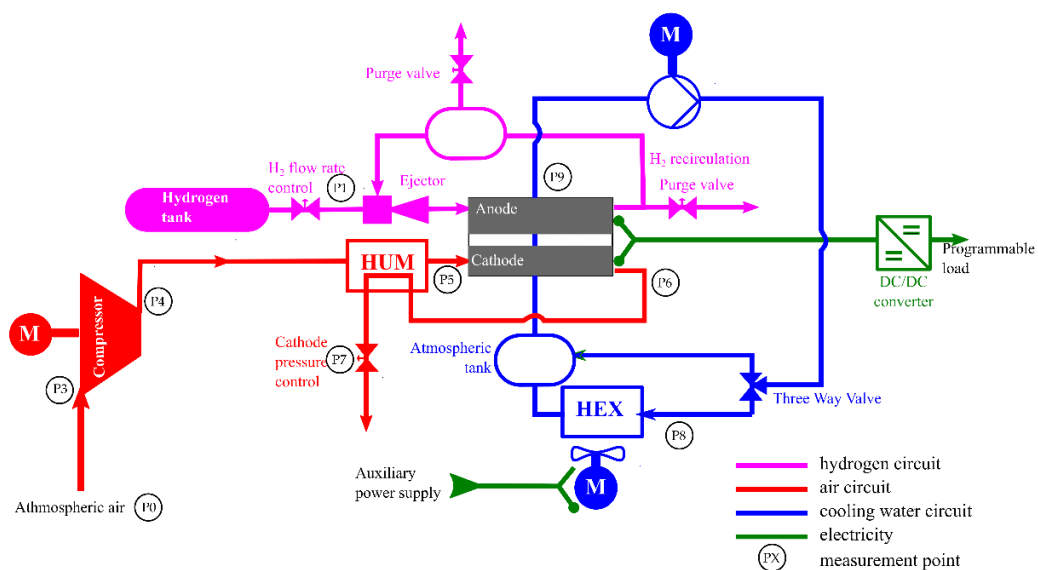 M
Purge valve
H2 flow rate
control
P1
Ejector
P9
H2 recirculation
Purge valve
Hydrogen
tank
Anode
Cathode
HUM
P5
P6
P4
Programmable
load
DC/DC
converter
M
Compressor
P3
Cathode
pressure
control
P7
Atmospheric
tank
HEX
P8
Three Way Valve
Auxiliary
power supply
M
Athmospheric air
P0
hydrogen circuit
air circuit
cooling water circuit
electricity
PX
measurement point